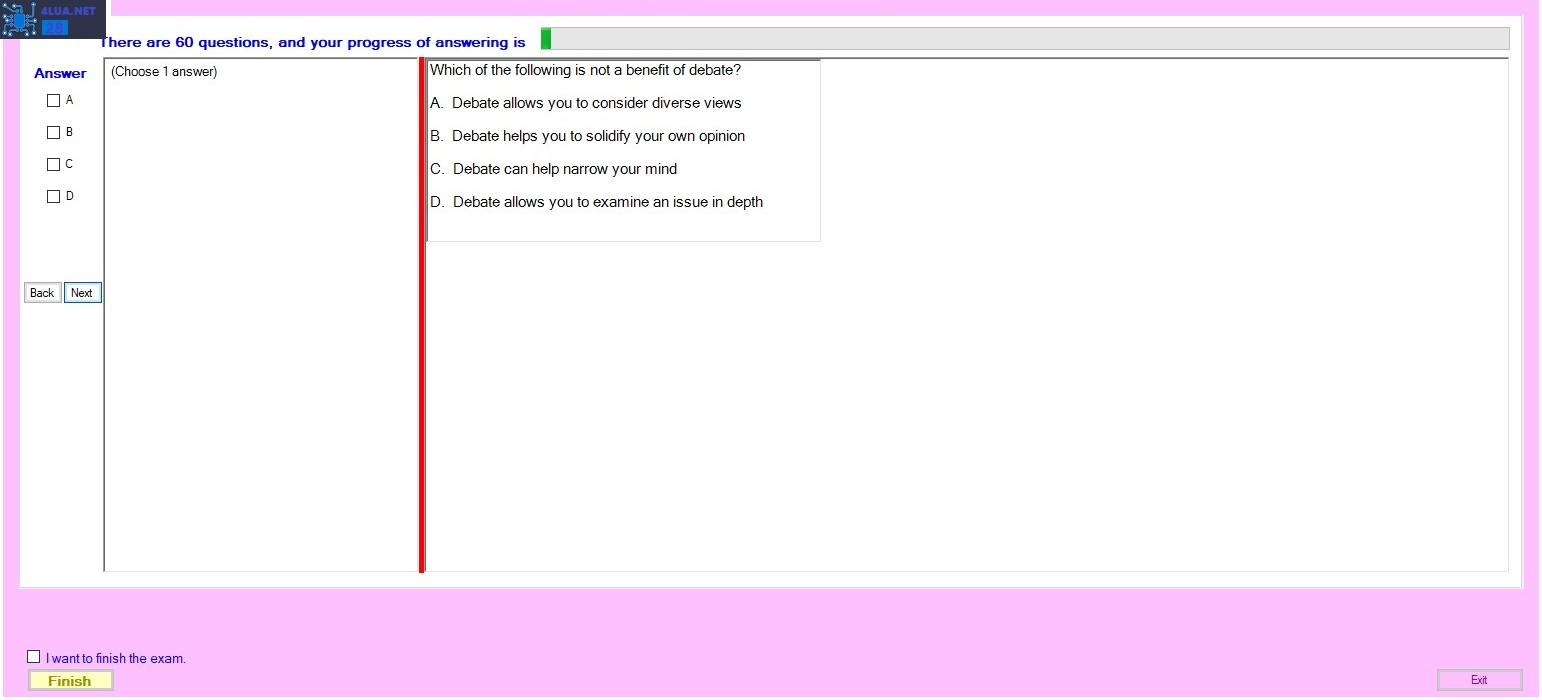 4LUA.NET
28
There are 60 questions, and your progress of answering is
Answer
A
B
C
D
Back Next
(Choose 1 answer)
Which of the following is not a benefit of debate?
A. Debate allows you to consider diverse views
B. Debate helps you to solidify your own opinion
C. Debate can help narrow your mind
D. Debate allows you to examine an issue in depth
I want to finish the exam.
Finish
Exit